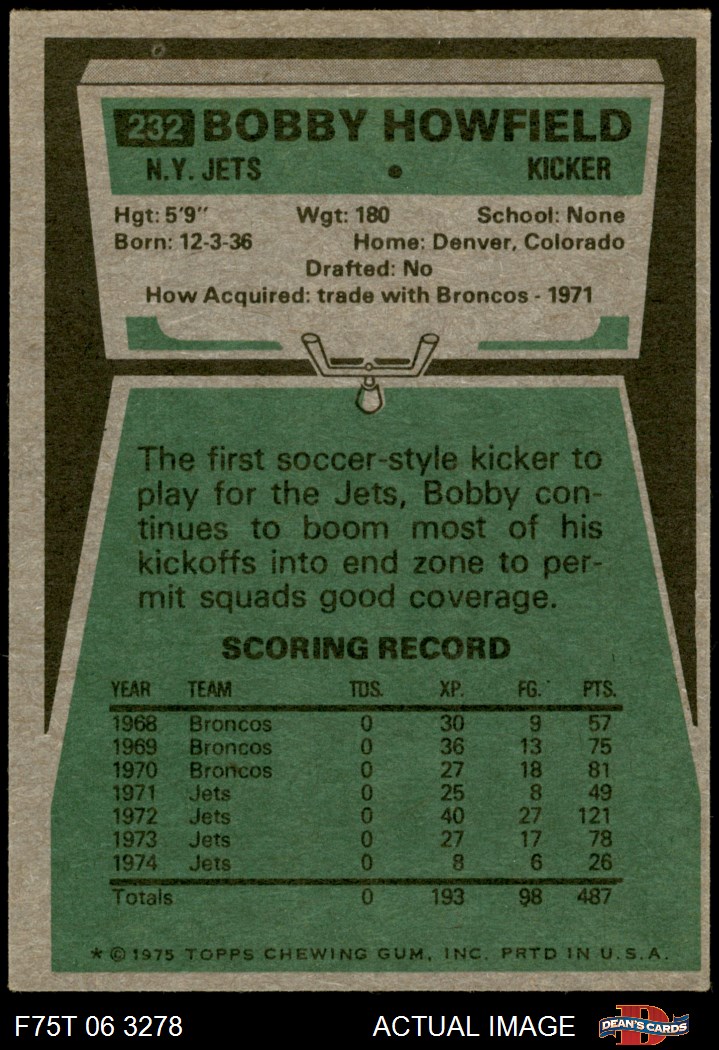 232 BOBBY HOWFIELD
N.Y. JETS • KICKER
Hgt: 5'9" Wgt: 180 School: None
Born: 12-3-36 Home: Denver, Colorado
Drafted: No
How Acquired: trade with Broncos - 1971
The first soccer-style kicker to
play for the Jets, Bobby con-
tinues to boom most of his
kickoffs into end zone to per-
mit squads good coverage.
SCORING RECORD
YEAR TEAM TDS. XP. FG. PTS.
1968 Broncos 0 30 9 57
1969 Broncos 0 36 13 75
1970 Broncos 0 27 18 81
1971 Jets 0 25 8 49
1972 Jets 0 40 27 121
1973 Jets 0 27 17 78
1974 Jets 0 8 6 26
Totals 0 193 98 487
* © 1975 TOPPS CHEWING GUM, INC. PRTD IN U.S.A.
F75T 06 3278 ACTUAL IMAGE D DEAN'S CARDS